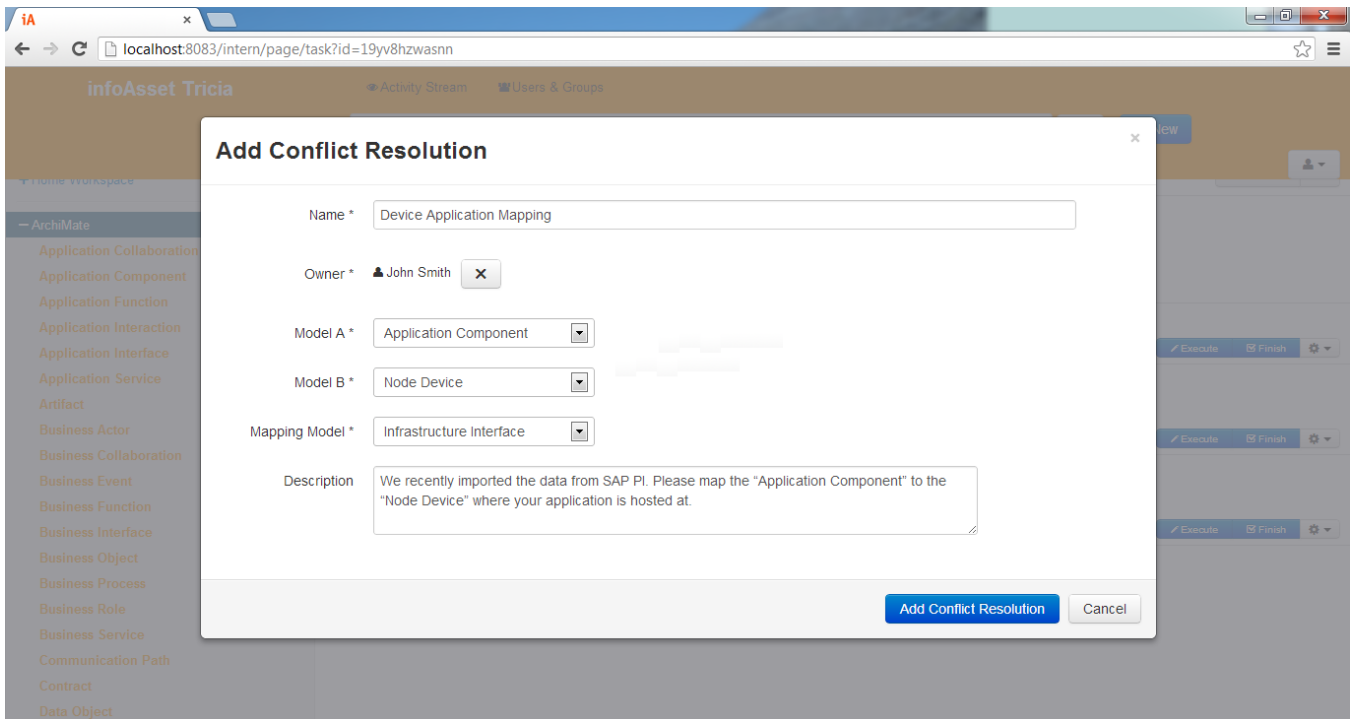 iA
localhost:8083/intern/page/task?id=19yv8hzwasnn
infoAsset Tricia
Activity Stream
Users & Groups
New
Home Workspace
ArchiMate
Application Collaboration
Application Component
Application Function
Application Interaction
Application Interface
Application Service
Artifact
Business Actor
Business Collaboration
Business Event
Business Function
Business Interface
Business Object
Business Process
Business Role
Business Service
Communication Path
Contract
Data Object
Add Conflict Resolution
×
Name *
Device Application Mapping
Owner *
John Smith
Model A *
Application Component
Model B *
Node Device
Mapping Model *
Infrastructure Interface
Description
We recently imported the data from SAP PI. Please map the “Application Component” to the
“Node Device” where your application is hosted at.
Add Conflict Resolution
Cancel
Execute
Finish
Execute
Finish
Execute
Finish